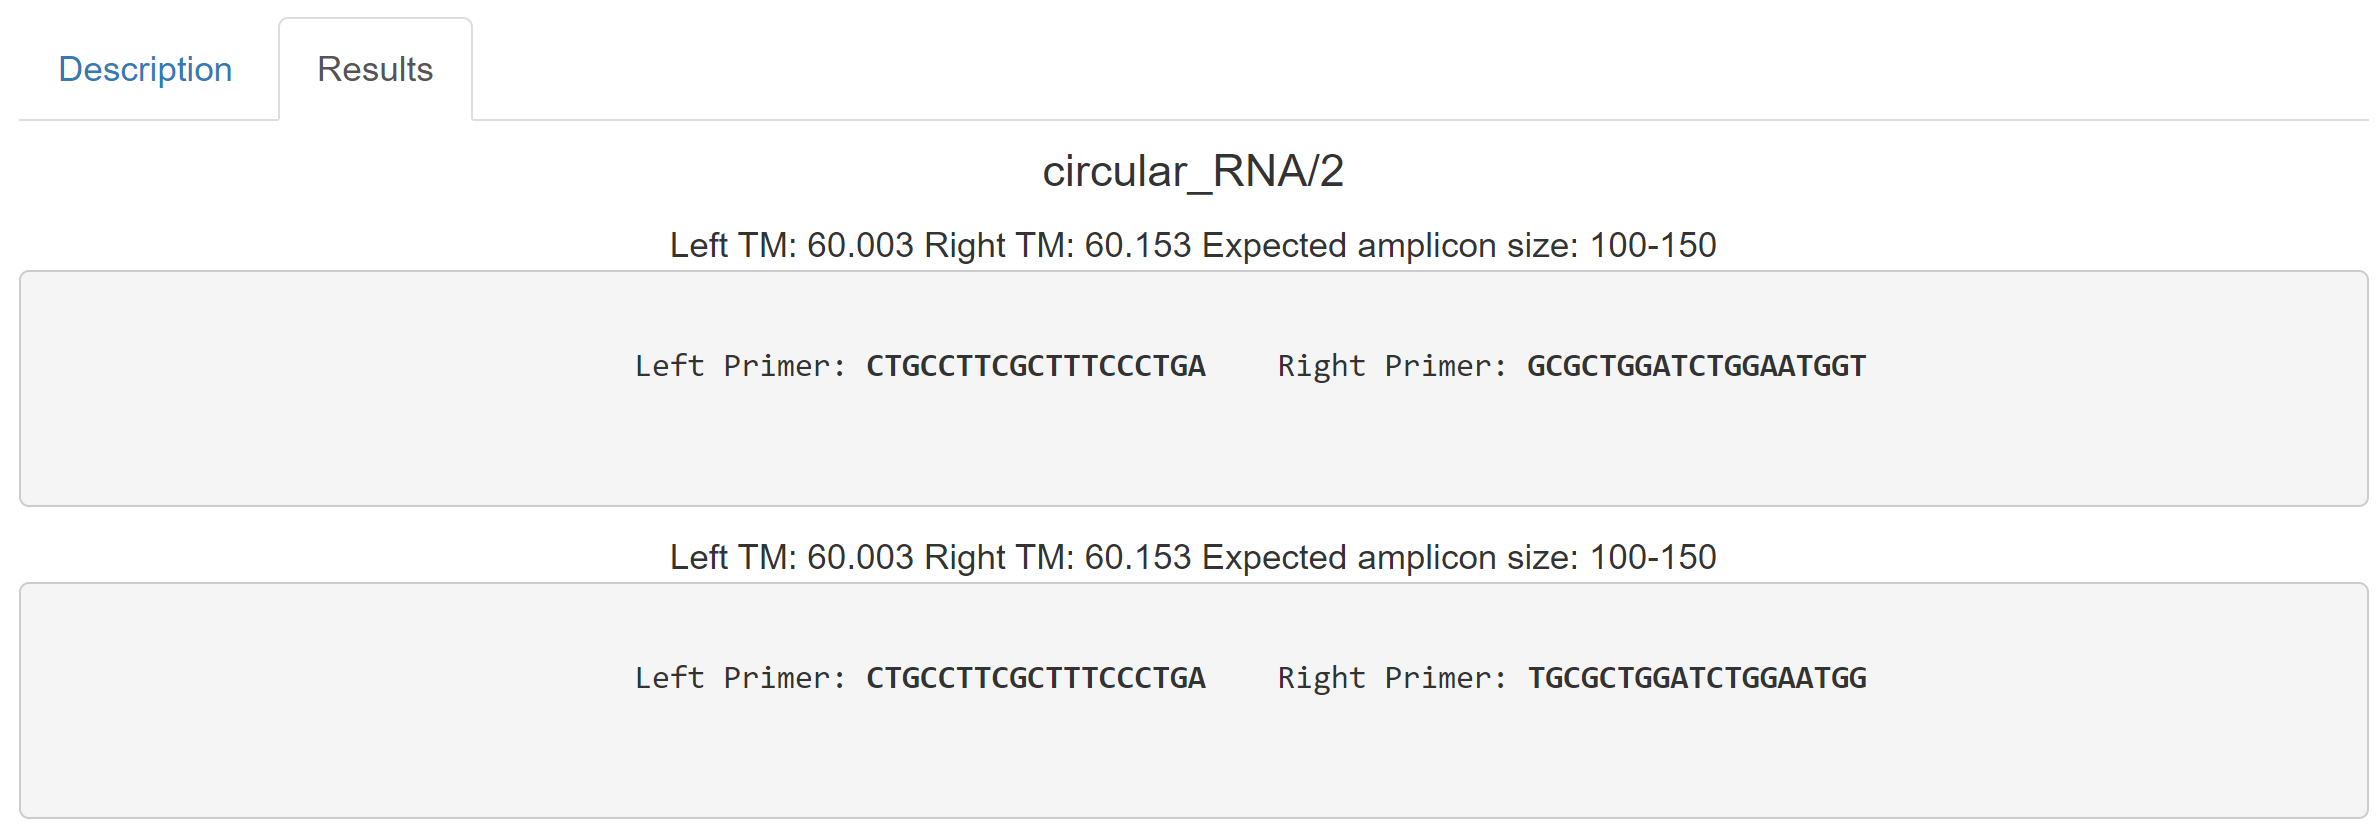 Description Results
circular_RNA/2
Left TM: 60.003 Right TM: 60.153 Expected amplicon size: 100-150
Left Primer: CTGCCTTCGCTTTCCCTGA Right Primer: GCGCTGGATCTGGAATGGT
Left TM: 60.003 Right TM: 60.153 Expected amplicon size: 100-150
Left Primer: CTGCCTTCGCTTTCCCTGA Right Primer: TGCGCTGGATCTGGAATGG